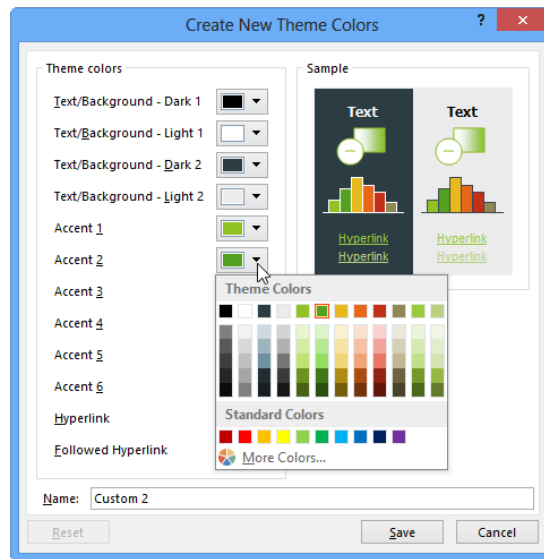 Create New Theme Colors
?
Theme colors
Sample
Text/Background - Dark 1
Text/Background - Light 1
Text/Background - Dark 2
Text/Background - Light 2
Accent 1
Accent 2
Accent 3
Accent 4
Accent 5
Accent 6
Hyperlink
Followed Hyperlink
Text
Text
Hyperlink
Hyperlink
Hyperlink
Hyperlink
Theme Colors
Standard Colors
More Colors...
Name: Custom 2
Reset
Save
Cancel